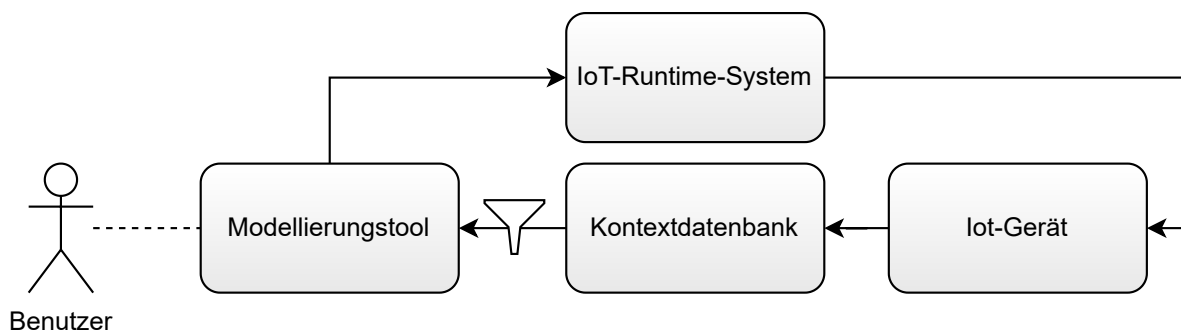 IoT-Runtime-System
Modellierungstool
Kontextdatenbank
Iot-Gerät
Benutzer